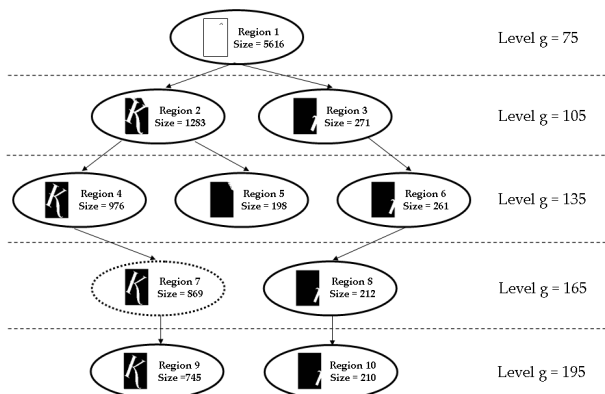 Region 1
Size = 5616
Level g = 75
Region 2
Size = 1283
Region 3
Size = 271
Level g = 105
Region 4
Size = 976
Region 5
Size = 198
Region 6
Size = 261
Level g = 135
Region 7
Size = 869
Region 8
Size = 212
Level g = 165
Region 9
Size =745
Region 10
Size = 210
Level g = 195